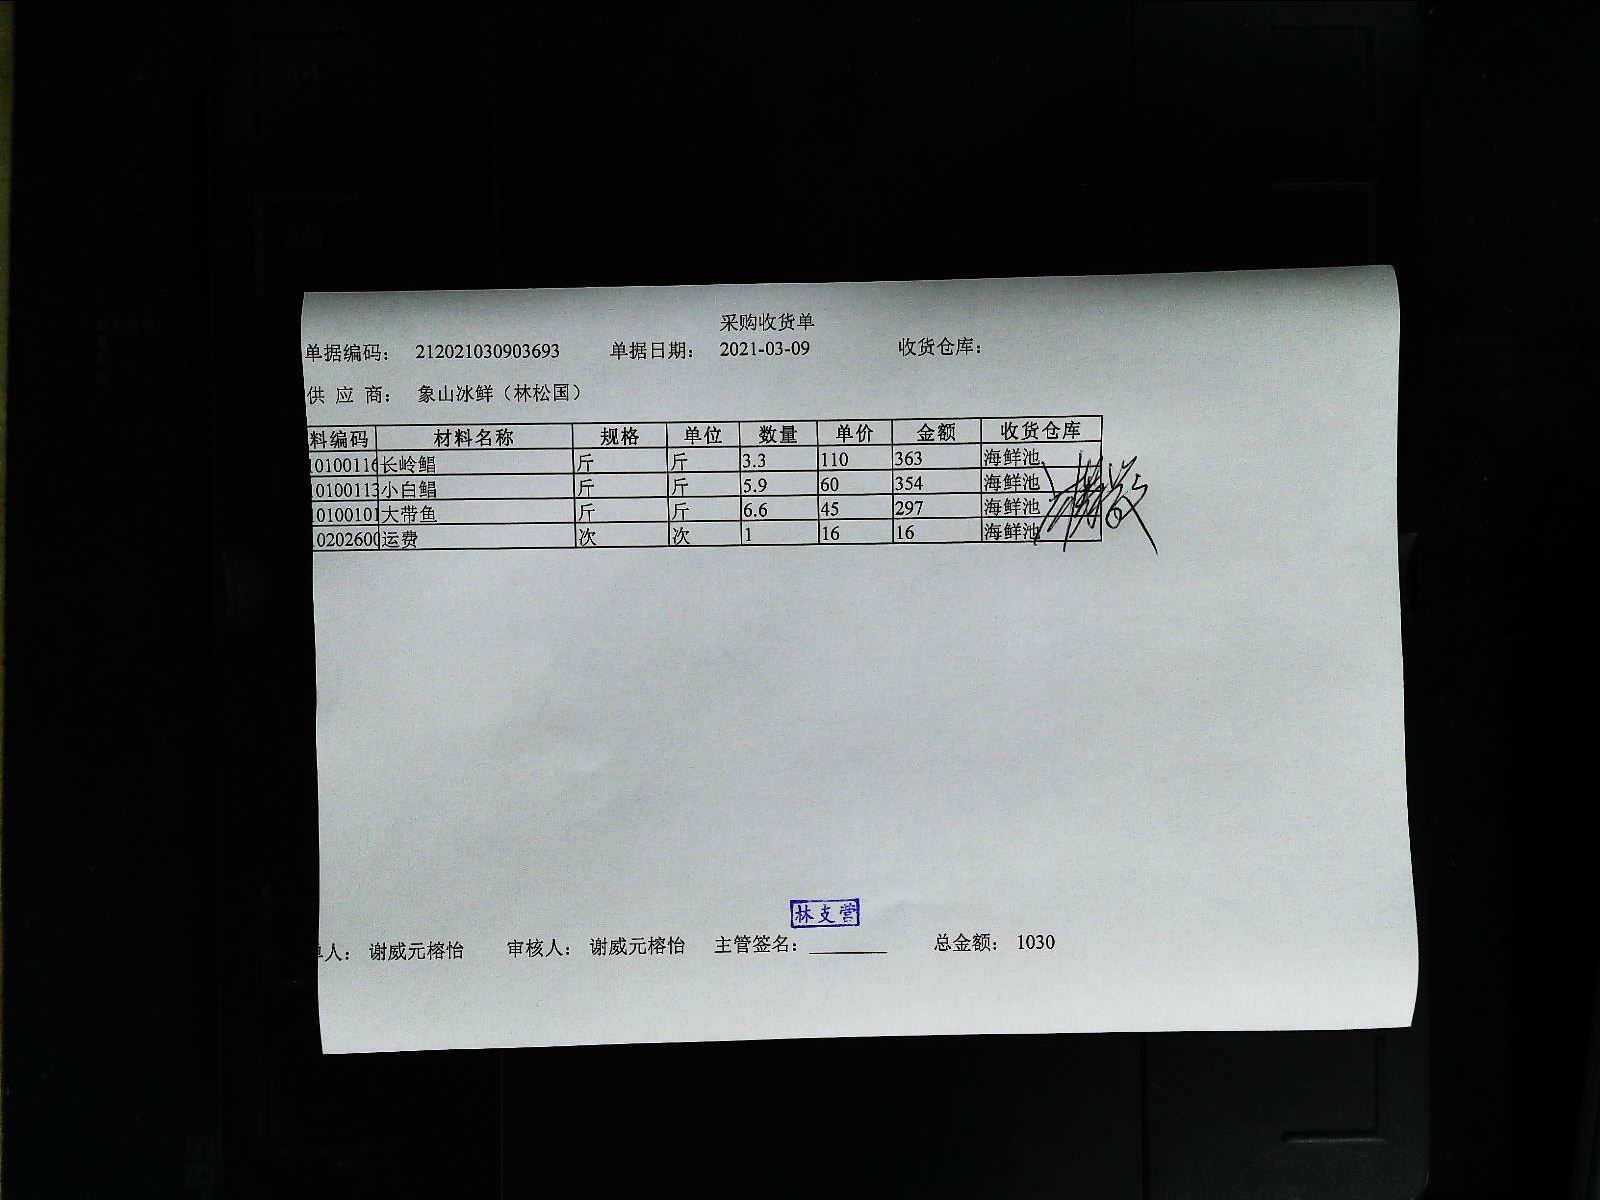 采购收货单
单据编码： 212021030903693 单据日期： 2021-03-09 收货仓库：
供 应 商： 象山冰鲜（林松国）
料编码 材料名称 规格 单位 数量 单价 金额 收货仓库
1010011 长岭鲳 斤 斤 3.3 110 363 海鲜池
1010011 小白鲳 斤 斤 5.9 60 354 海鲜池
0100101 大带鱼 斤 斤 6.6 45 297 海鲜池
0202600 运费 次 次 1 16 16 海鲜池
林支营
单人： 谢威元榕怡 审核人： 谢威元榕怡 主管签名： 总金额： 1030